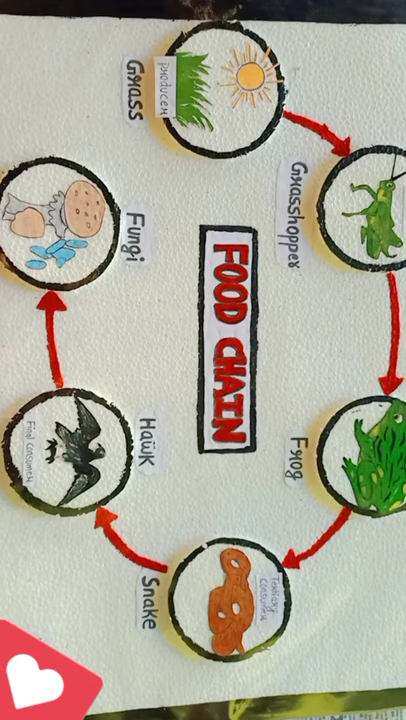 FOOD CHAIN
producer
Grass
Grasshopper
Frog
Tertiary
Consumer
Snake
Hawk
Final Consumer
Fungi